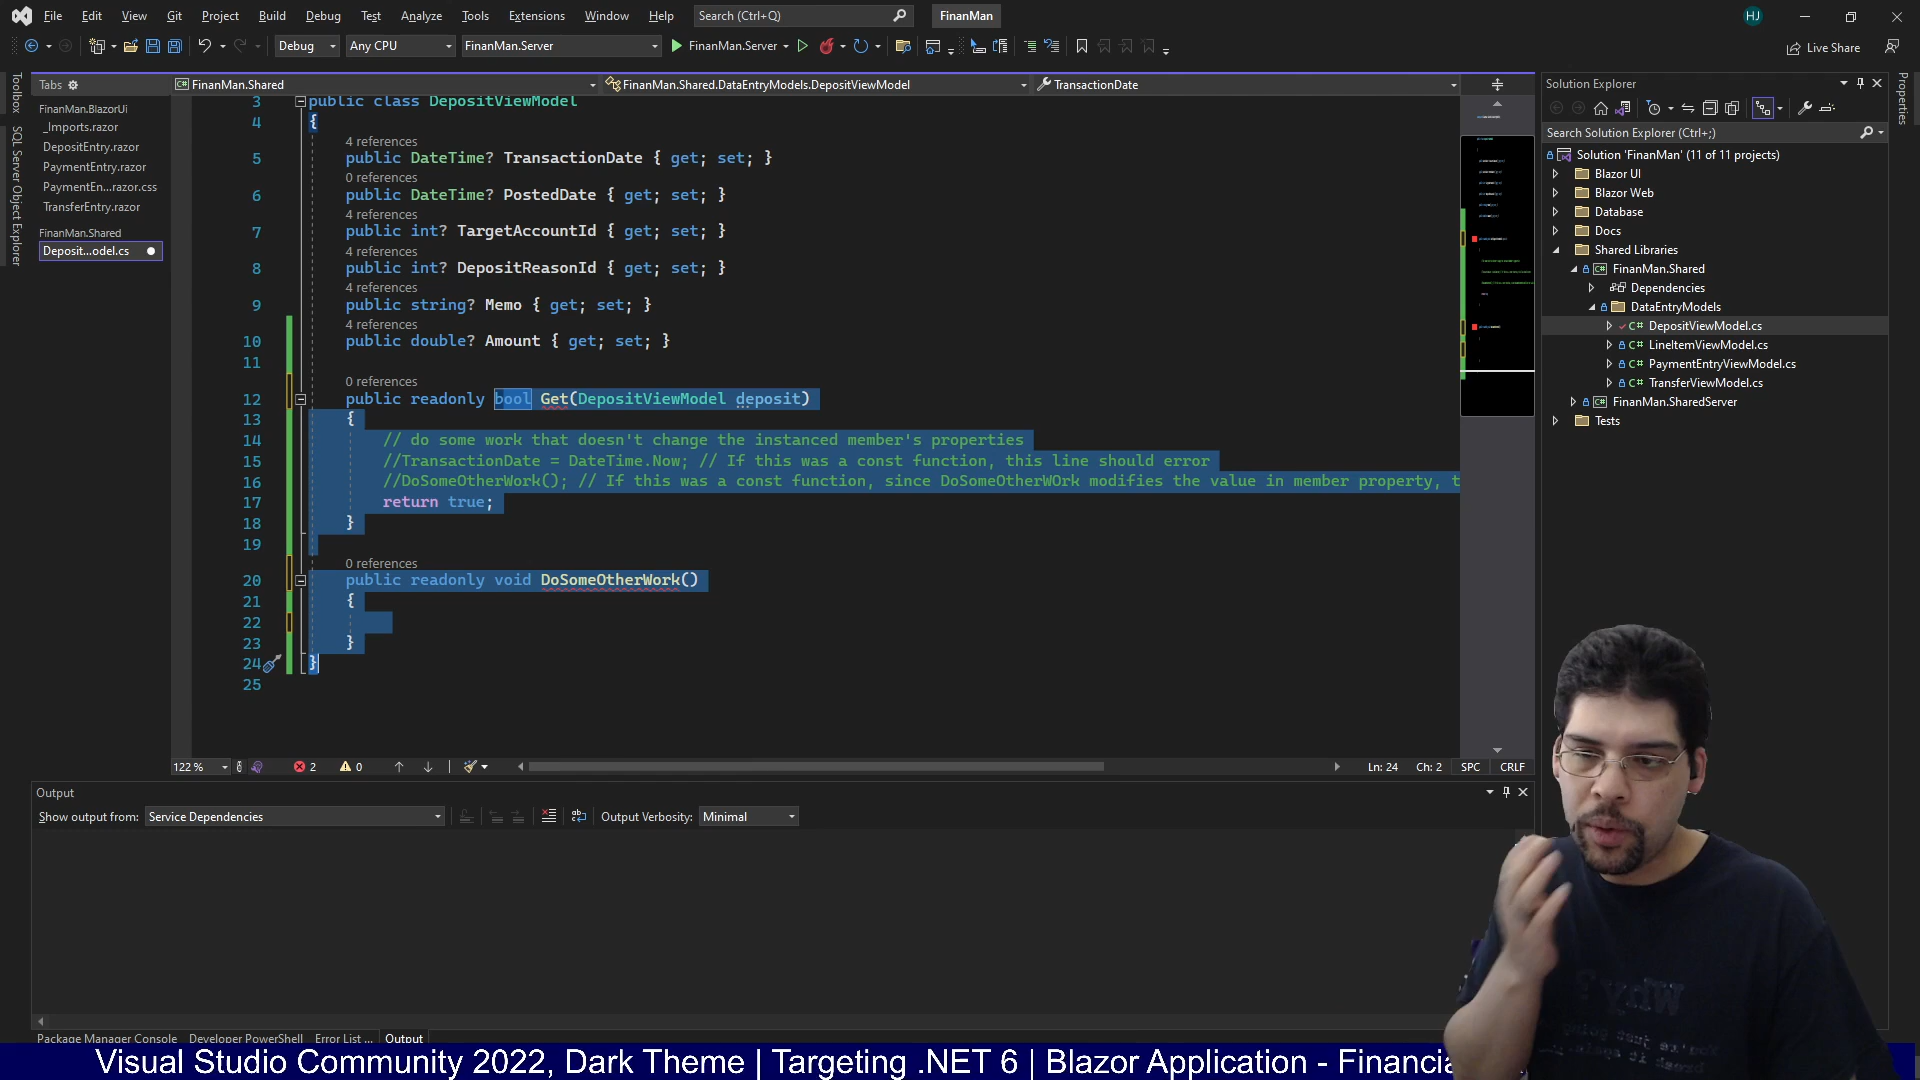 File Edit View Git Project Build Debug Test Analyze Tools Extensions Window Help Search (Ctrl+Q) FinanMan HJ
Debug Any CPU FinanMan.Server FinanMan.Server Live Share
Toolbox
SQL Server Object Explorer
Tabs
FinanMan.BlazorUi
_Imports.razor
DepositEntry.razor
PaymentEntry.razor
PaymentEn...razor.css
TransferEntry.razor
FinanMan.Shared
Deposit...odel.cs
FinanMan.Shared FinanMan.Shared.DataEntryModels.DepositViewModel TransactionDate
3 public class DepositViewModel
4 {
4 references
5 public DateTime? TransactionDate { get; set; }
0 references
6 public DateTime? PostedDate { get; set; }
4 references
7 public int? TargetAccountId { get; set; }
4 references
8 public int? DepositReasonId { get; set; }
4 references
9 public string? Memo { get; set; }
4 references
10 public double? Amount { get; set; }
11
0 references
12 public readonly bool Get(DepositViewModel deposit)
13 {
14 // do some work that doesn't change the instanced member's properties
15 //TransactionDate = DateTime.Now; // If this was a const function, this line should error
16 //DoSomeOtherWork(); // If this was a const function, since DoSomeOtherWOrk modifies the value in member property, t
17 return true;
18 }
19
0 references
20 public readonly void DoSomeOtherWork()
21 {
22
23 }
24 }
25
122 % 2 0 Ln: 24 Ch: 2 SPC CRLF
Output
Show output from: Service Dependencies Output Verbosity: Minimal
Package Manager Console Developer PowerShell Error List ... Output
Solution Explorer
Search Solution Explorer (Ctrl+;)
Solution 'FinanMan' (11 of 11 projects)
Blazor UI
Blazor Web
Database
Docs
Shared Libraries
FinanMan.Shared
Dependencies
DataEntryModels
DepositViewModel.cs
LineItemViewModel.cs
PaymentEntryViewModel.cs
TransferViewModel.cs
FinanMan.SharedServer
Tests
Properties
Visual Studio Community 2022, Dark Theme | Targeting .NET 6 | Blazor Application - Financia